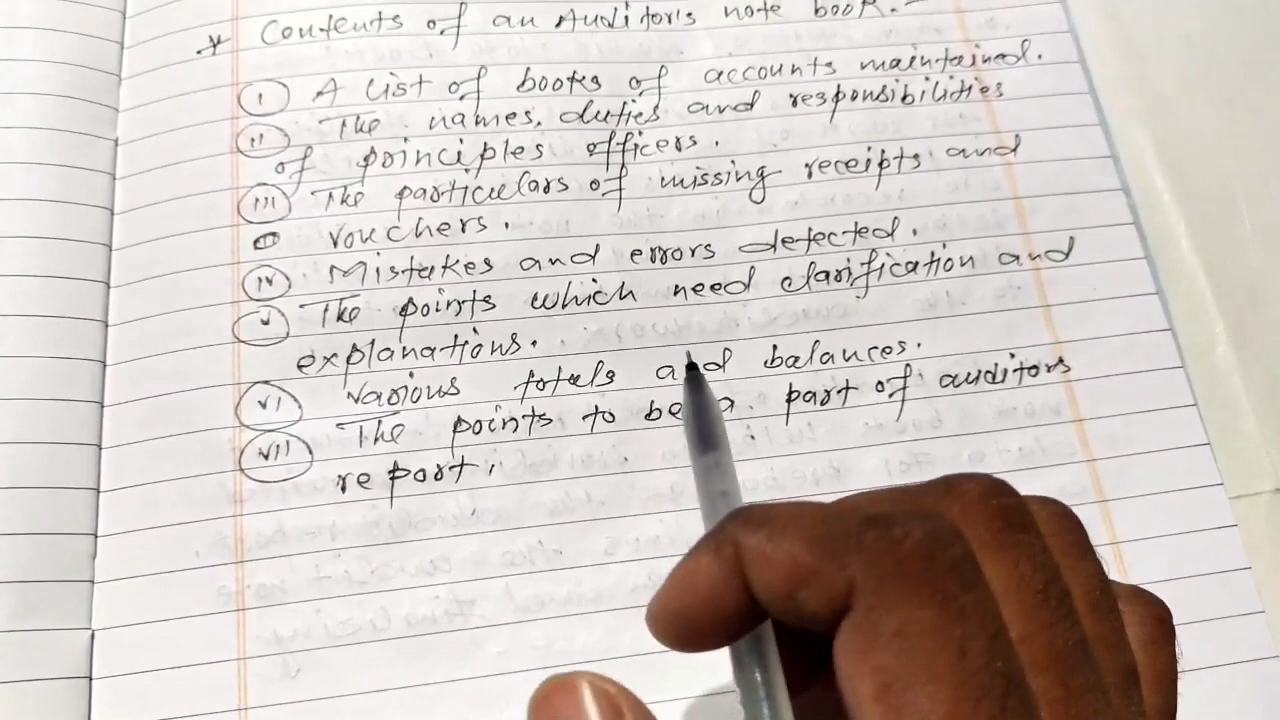 * Contents of an Auditor's note book.-
(i) A List of books of accounts maintained.
(ii) The names, duties and responsibilities
of principles officers.
(iii) The particulars of missing receipts and
vouchers.
(iv) Mistakes and errors detected.
(v) The points which need clarification and
explanations.
(vi) Various totals and balances.
(vii) The points to be a part of auditors
report.